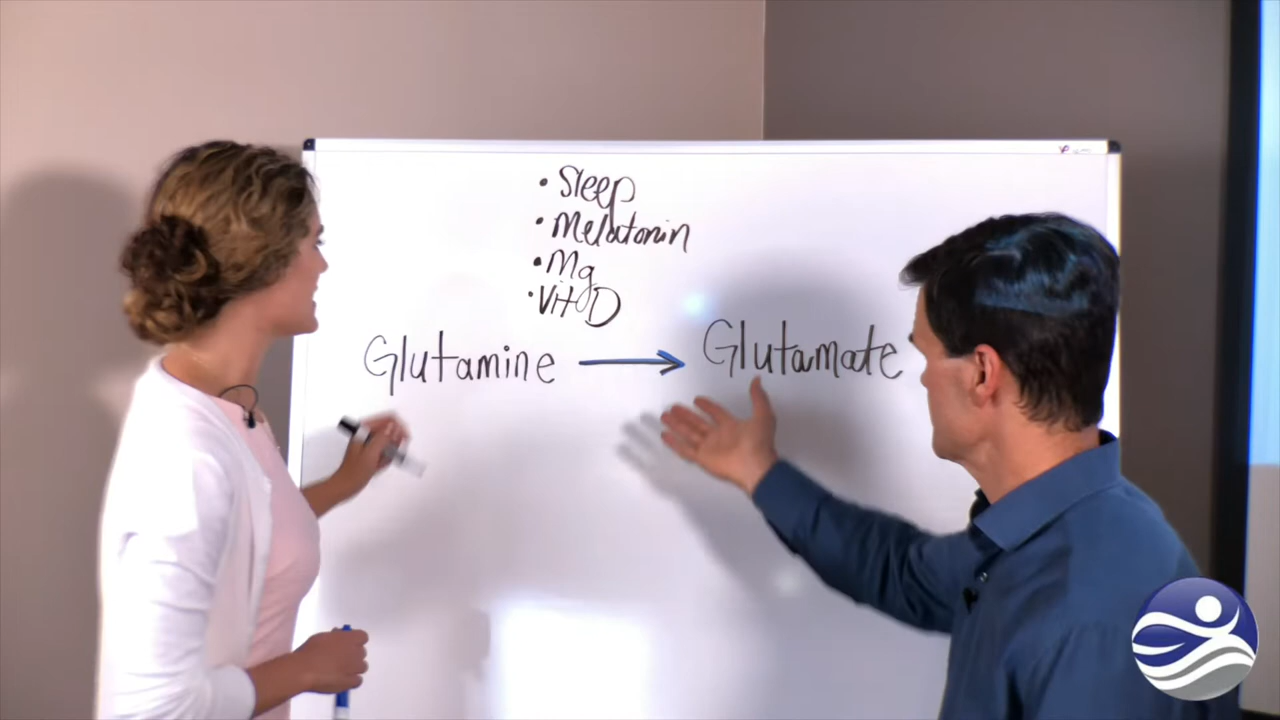 • Sleep
• Melatonin
• Mg
• Vit D
Glutamine → Glutamate